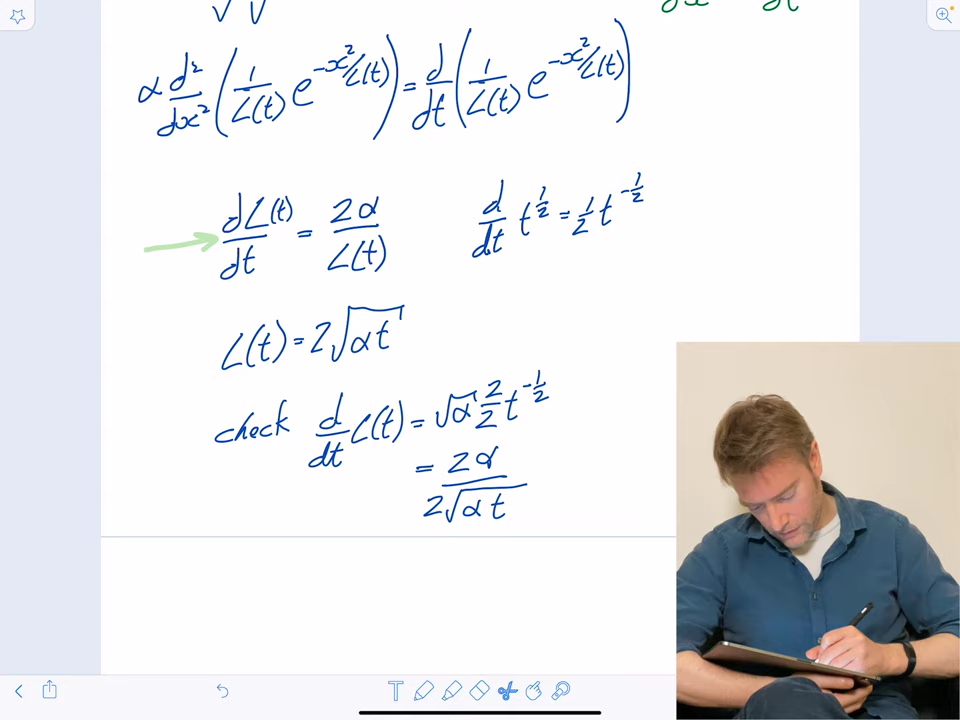 α d²/dx² (1/L(t) e^(-x²/L(t))) = d/dt (1/L(t) e^(-x²/L(t)))
dL(t)/dt = 2α/L(t)
d/dt t^(1/2) = 1/2 t^(-1/2)
L(t) = 2√(αt)
check d/dt L(t) = √α 2/2 t^(-1/2)
= 2α/(2√(αt))